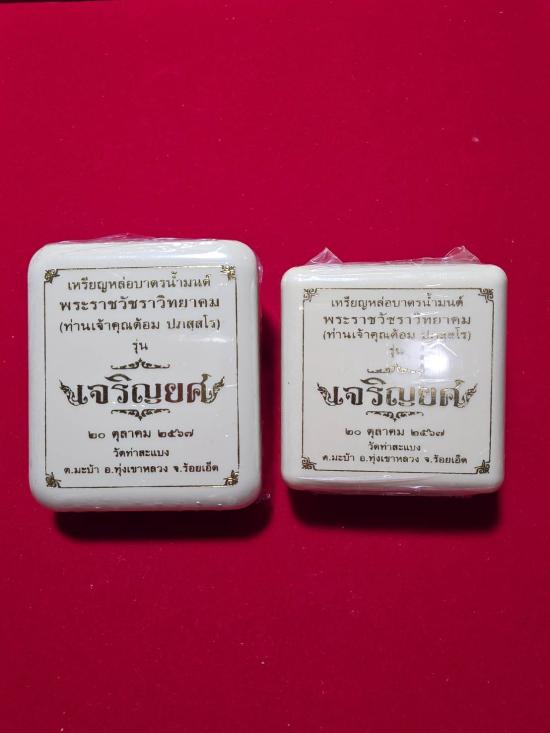 เหรียญหล่อบาตรน้ำมนต์
พระราชวัชราวิทยาคม
(ท่านเจ้าคุณต้อม ปภสฺสโร)
รุ่น
เจริญยศ
๒๐ ตุลาคม ๒๕๖๗
วัดท่าสะแบง
ต.มะบ้า อ.ทุ่งเขาหลวง จ.ร้อยเอ็ด
เหรียญหล่อบาตรน้ำมนต์
พระราชวัชราวิทยาคม
(ท่านเจ้าคุณต้อม ปภสฺสโร)
รุ่น
เจริญยศ
๒๐ ตุลาคม ๒๕๖๗
วัดท่าสะแบง
ต.มะบ้า อ.ทุ่งเขาหลวง จ.ร้อยเอ็ด